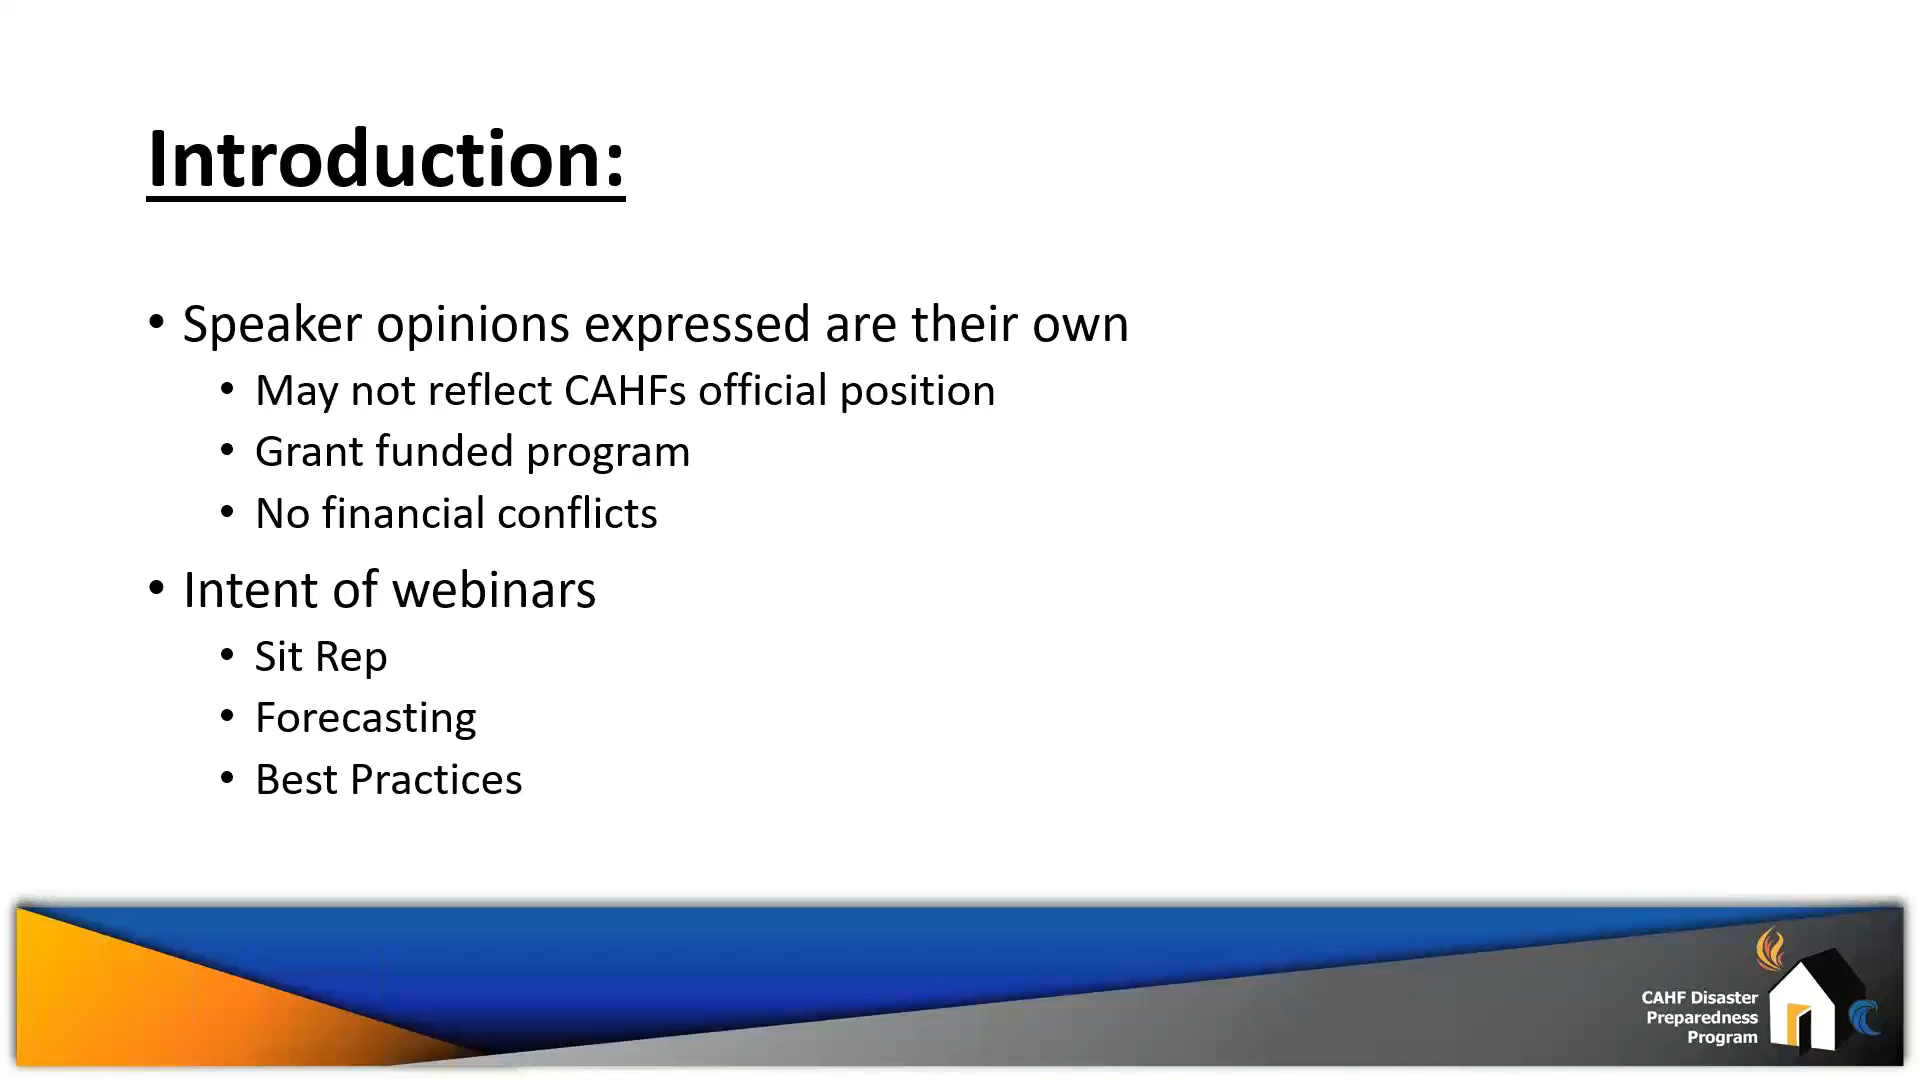 Introduction:
• Speaker opinions expressed are their own
• May not reflect CAHFs official position
• Grant funded program
• No financial conflicts
• Intent of webinars
• Sit Rep
• Forecasting
• Best Practices
CAHF Disaster
Preparedness
Program